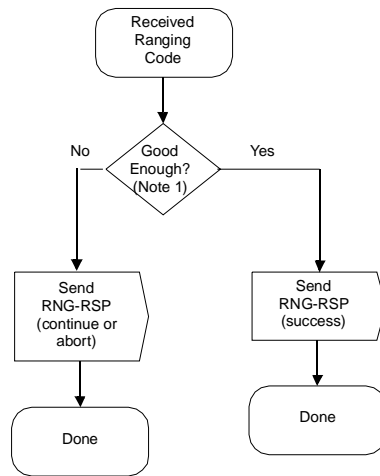 Received
Ranging
Code
No
Good
Enough?
(Note 1)
Yes
Send
RNG-RSP
(continue or
abort)
Send
RNG-RSP
(success)
Done
Done